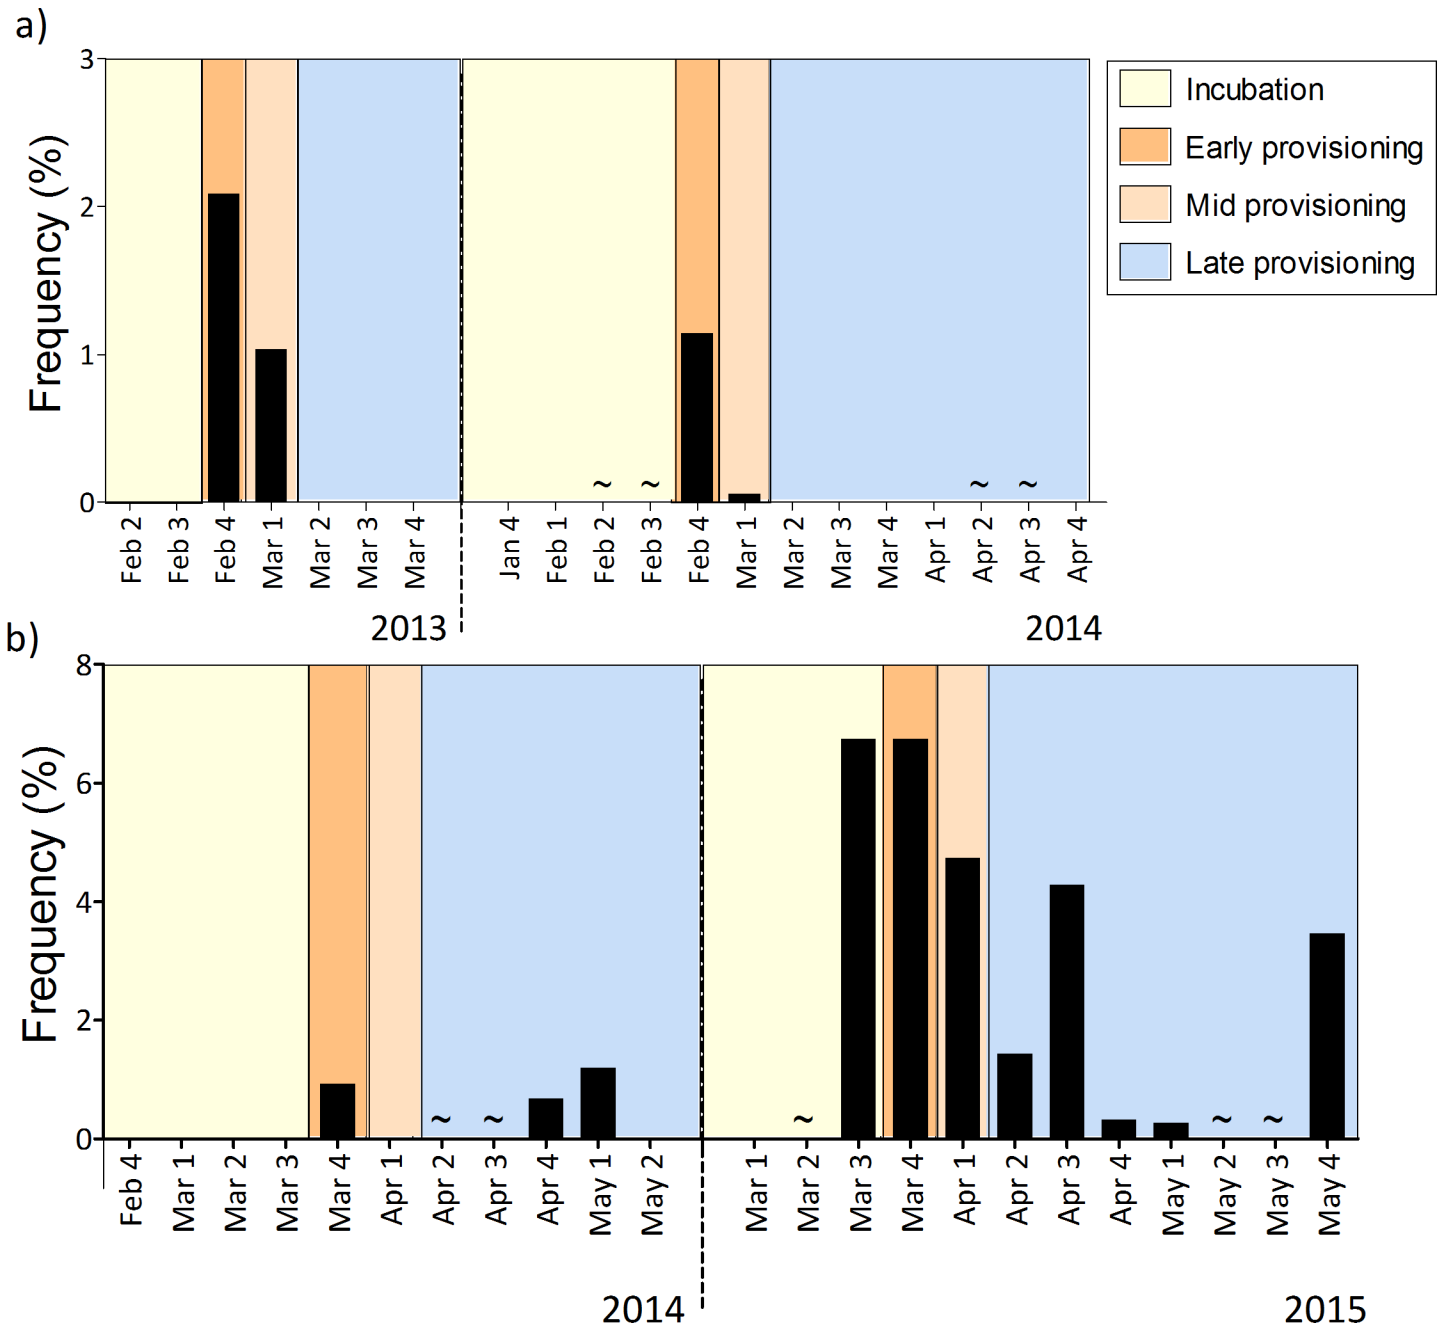 a)
Frequency (%)
3
2
1
0
~ ~ ~ ~
Feb 2 Feb 3 Feb 4 Mar 1 Mar 2 Mar 3 Mar 4 Jan 4 Feb 1 Feb 2 Feb 3 Feb 4 Mar 1 Mar 2 Mar 3 Mar 4 Apr 1 Apr 2 Apr 3 Apr 4
2013 2014
Incubation
Early provisioning
Mid provisioning
Late provisioning
b)
Frequency (%)
8
6
4
2
0
~ ~ ~ ~ ~
Feb 4 Mar 1 Mar 2 Mar 3 Mar 4 Apr 1 Apr 2 Apr 3 Apr 4 May 1 May 2 Mar 1 Mar 2 Mar 3 Mar 4 Apr 1 Apr 2 Apr 3 Apr 4 May 1 May 2 May 3 May 4
2014 2015